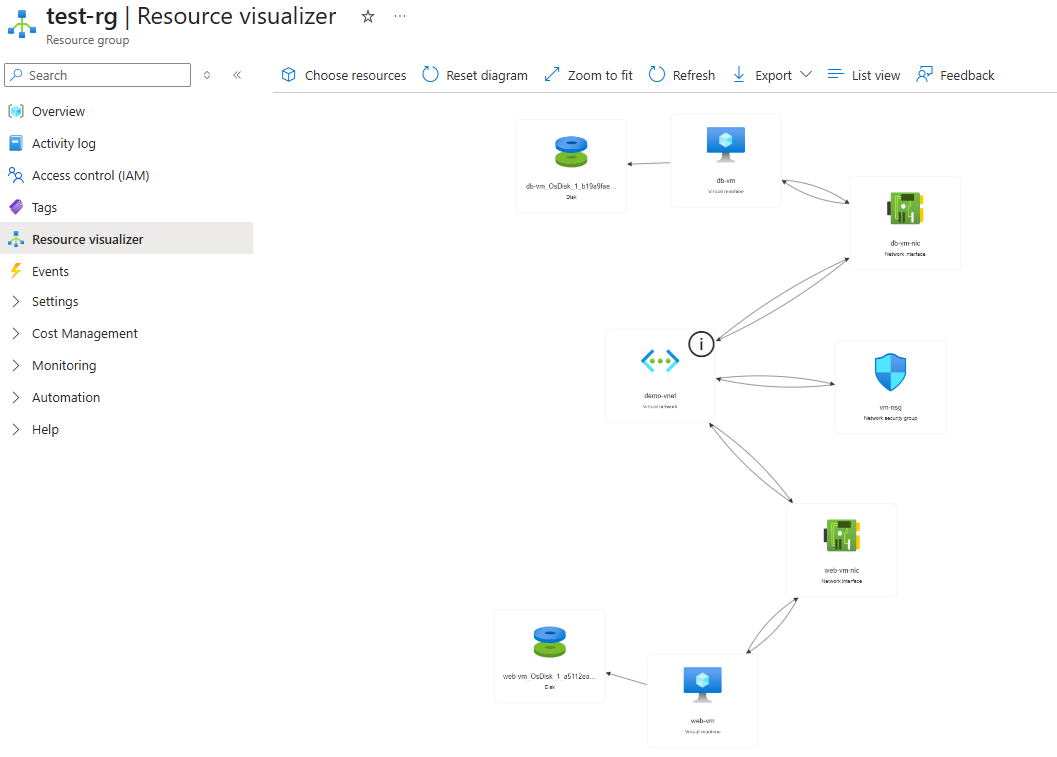 test-rg | Resource visualizer
Resource group
Search
Choose resources
Reset diagram
Zoom to fit
Refresh
Export
List view
Feedback
Overview
Activity log
Access control (IAM)
Tags
Resource visualizer
Events
Settings
Cost Management
Monitoring
Automation
Help
db-vm_OsDisk_1_b19a9fae...
Disk
db-vm
Virtual machine
db-vm-nic
Network interface
demo-vnet
Virtual network
vm-nsg
Network security group
web-vm-nic
Network interface
web-vm_OsDisk_1_a5112ea...
Disk
web-vm
Virtual machine